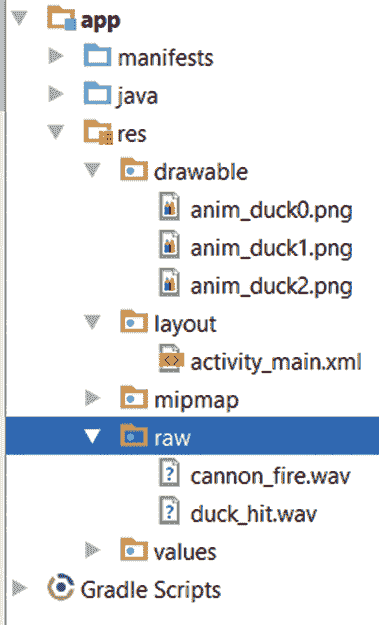 app
manifests
java
res
drawable
anim_duck0.png
anim_duck1.png
anim_duck2.png
layout
activity_main.xml
mipmap
raw
cannon_fire.wav
duck_hit.wav
values
Gradle Scripts